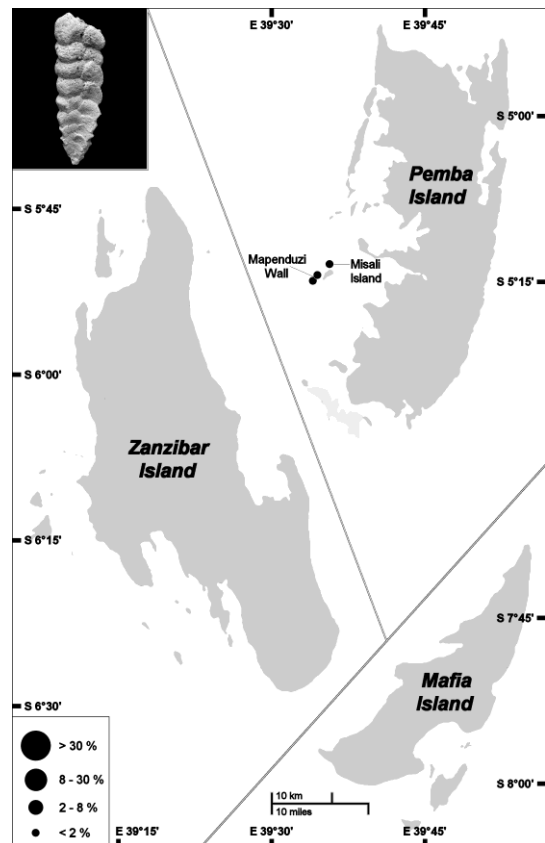 E 39°30'
E 39°45'
S 5°00'
Pemba
Island
S 5°45'
Mapenduzi
Wall
Misali
Island
S 5°15'
S 6°00'
Zanzibar
Island
S 6°15'
S 7°45'
Mafia
Island
S 6°30'
> 30 %
8 - 30 %
2 - 8 %
< 2 %
10 km
10 miles
S 8°00'
E 39°15'
E 39°30'
E 39°45'